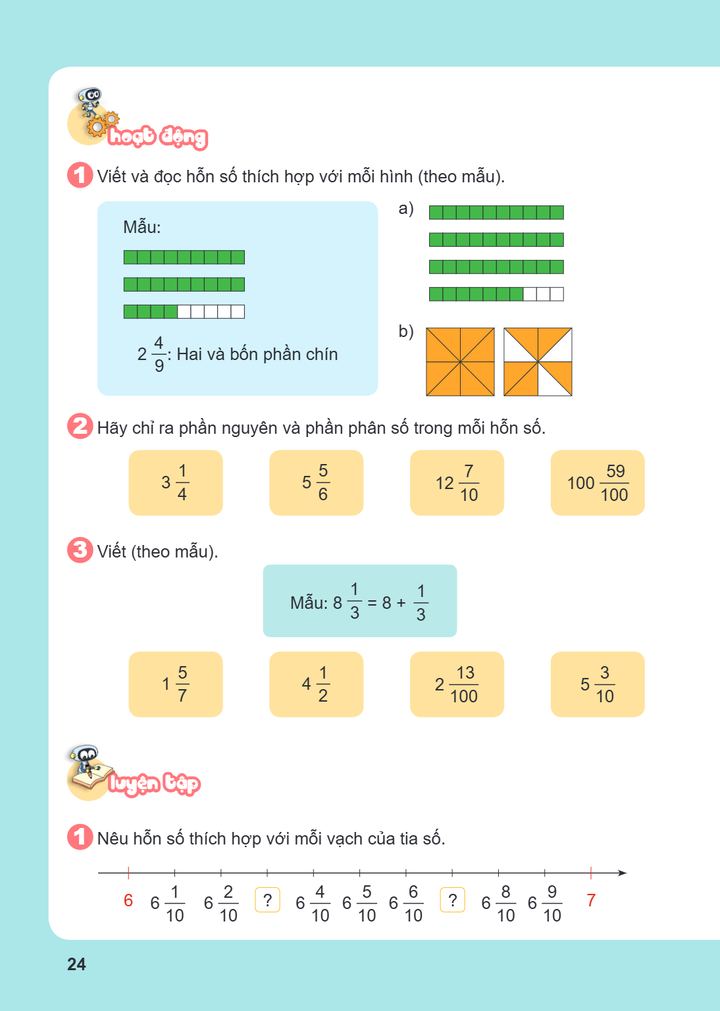 hoạt động
1 Viết và đọc hỗn số thích hợp với mỗi hình (theo mẫu).
Mẫu:
2 4/9: Hai và bốn phần chín
a)
b)
2 Hãy chỉ ra phần nguyên và phần phân số trong mỗi hỗn số.
3 1/4 5 5/6 12 7/10 100 59/100
3 Viết (theo mẫu).
Mẫu: 8 1/3 = 8 + 1/3
1 5/7 4 1/2 2 13/100 5 3/10
luyện tập
1 Nêu hỗn số thích hợp với mỗi vạch của tia số.
6 6 1/10 6 2/10 ? 6 4/10 6 5/10 6 6/10 ? 6 8/10 6 9/10 7
24